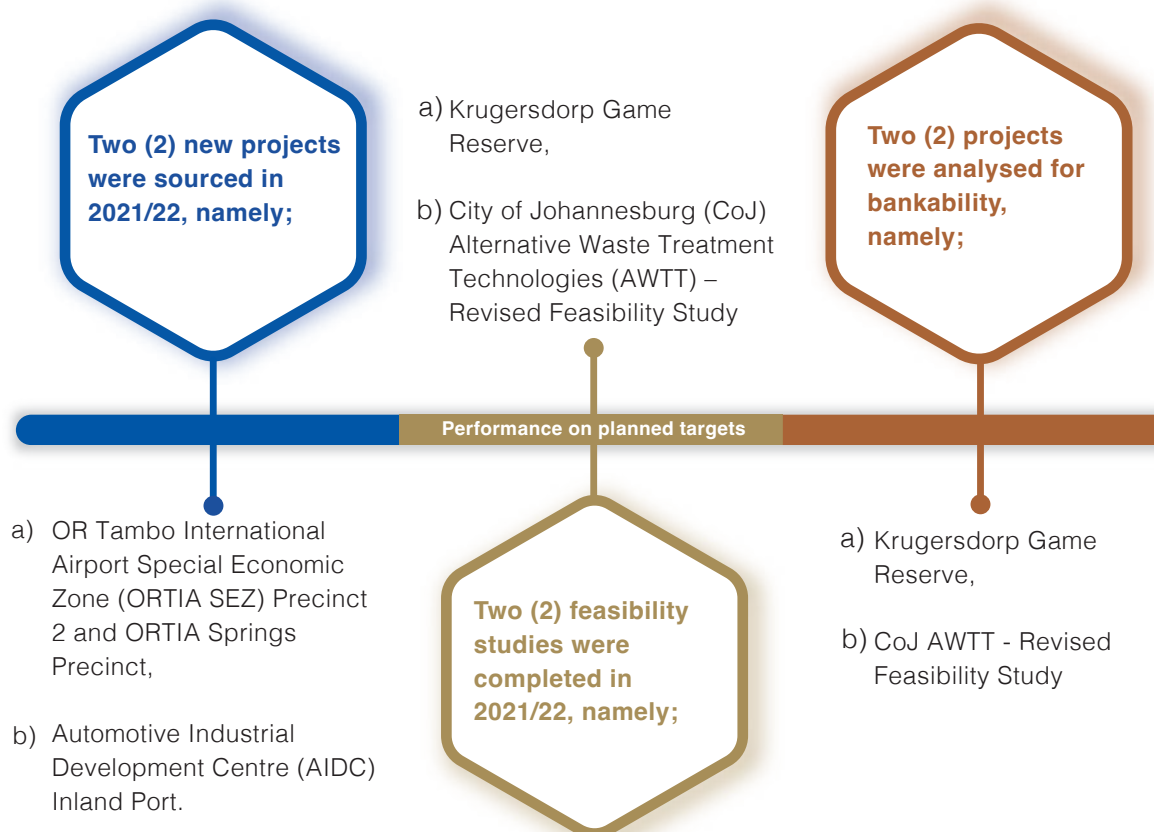 Two (2) new projects
were sourced in
2021/22, namely;
a) OR Tambo International
Airport Special Economic
Zone (ORTIA SEZ) Precinct
2 and ORTIA Springs
Precinct,
b) Automotive Industrial
Development Centre (AIDC)
Inland Port.
Performance on planned targets
Two (2) feasibility
studies were
completed in
2021/22, namely;
a) Krugersdorp Game
Reserve,
b) City of Johannesburg (CoJ)
Alternative Waste Treatment
Technologies (AWTT) –
Revised Feasibility Study
Two (2) projects
were analysed for
bankability,
namely;
a) Krugersdorp Game
Reserve,
b) CoJ AWTT - Revised
Feasibility Study